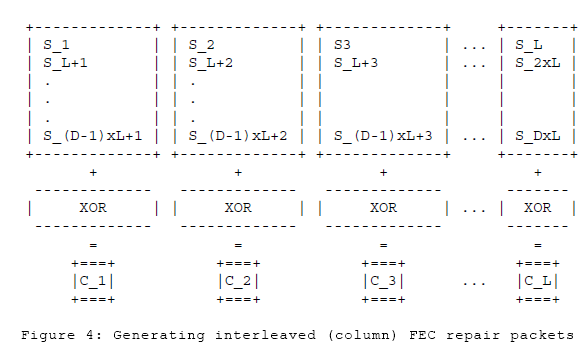 +-------------+ +-------------+ +-------------+     +-------+
| S_1         | | S_2         | | S3          | ... | S_L   |
| S_L+1       | | S_L+2       | | S_L+3       | ... | S_2xL |
| .           | | .           | |             |     |       |
| .           | | .           | |             |     |       |
| .           | | .           | |             |     |       |
| S_(D-1)xL+1 | | S_(D-1)xL+2 | | S_(D-1)xL+3 | ... | S_DxL |
+-------------+ +-------------+ +-------------+     +-------+
+ + + +
------------- ------------- ------------- -------
| XOR | | XOR | | XOR | ... | XOR |
------------- ------------- ------------- -------
= = = =
+===+ +===+ +===+ +===+
|C_1| |C_2| |C_3| ... |C_L|
+===+ +===+ +===+ +===+
Figure 4: Generating interleaved (column) FEC repair packets